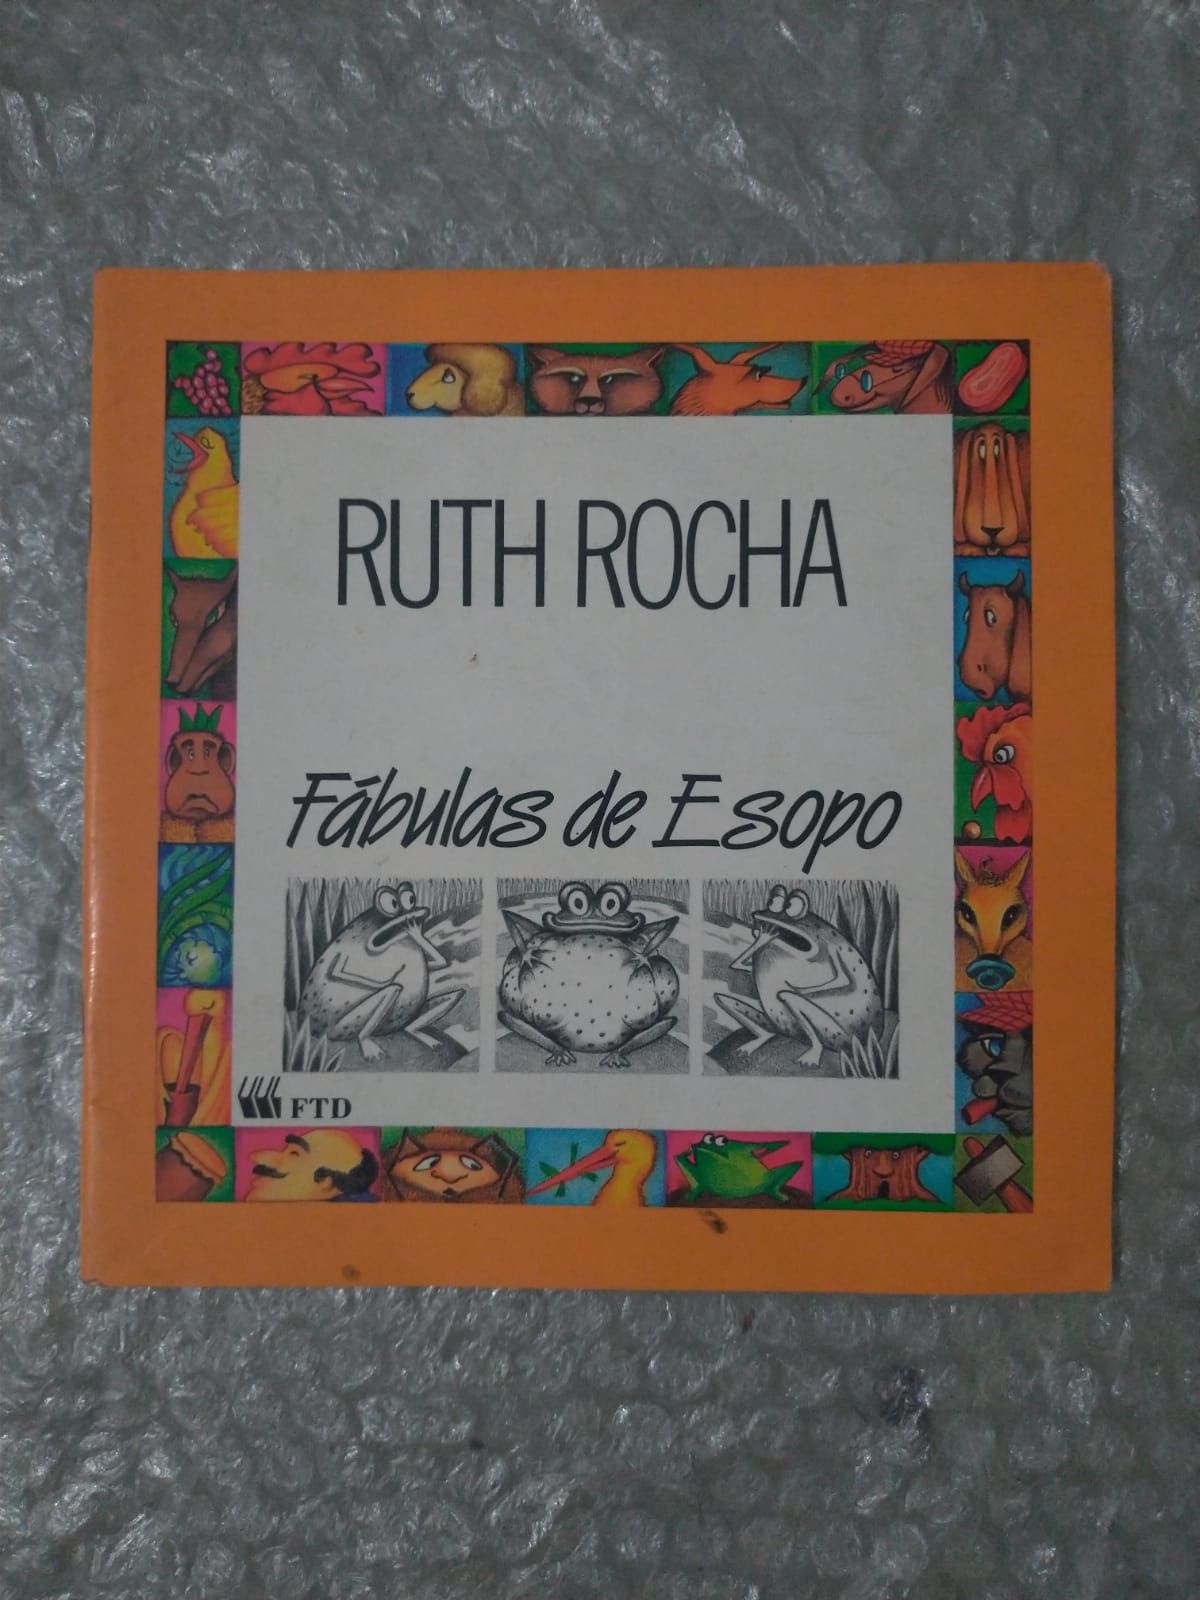 RUTH ROCHA
Fábulas de Esopo
FTD